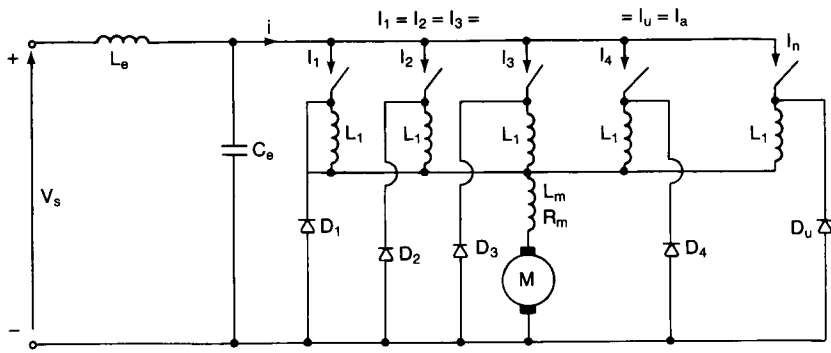 I₁ = I₂ = I₃ = = Iᵤ = Iₐ
+ Lₑ i I₁ I₂ I₃ I₄ Iₙ
L₁ L₁ L₁ L₁ L₁
Cₑ
Vₛ Lₘ
Rₘ
D₁ D₂ D₃ D₄ Dᵤ
M
−